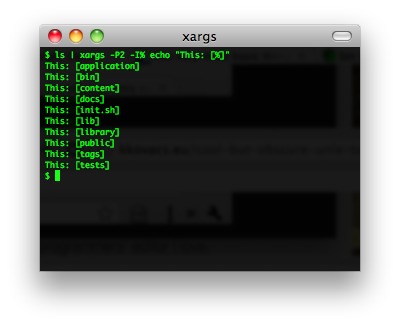 xargs
$ ls | xargs -P2 -I% echo "This: [%]"
This: [application]
This: [bin]
This: [content]
This: [docs]
This: [init.sh]
This: [lib]
This: [library]
This: [public]
This: [tags]
This: [tests]
$